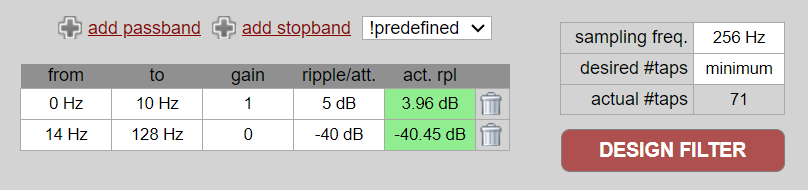 add passband add stopband !predefined
from to gain ripple/att. act. rpl
0 Hz 10 Hz 1 5 dB 3.96 dB
14 Hz 128 Hz 0 -40 dB -40.45 dB
sampling freq. 256 Hz
desired #taps minimum
actual #taps 71
DESIGN FILTER